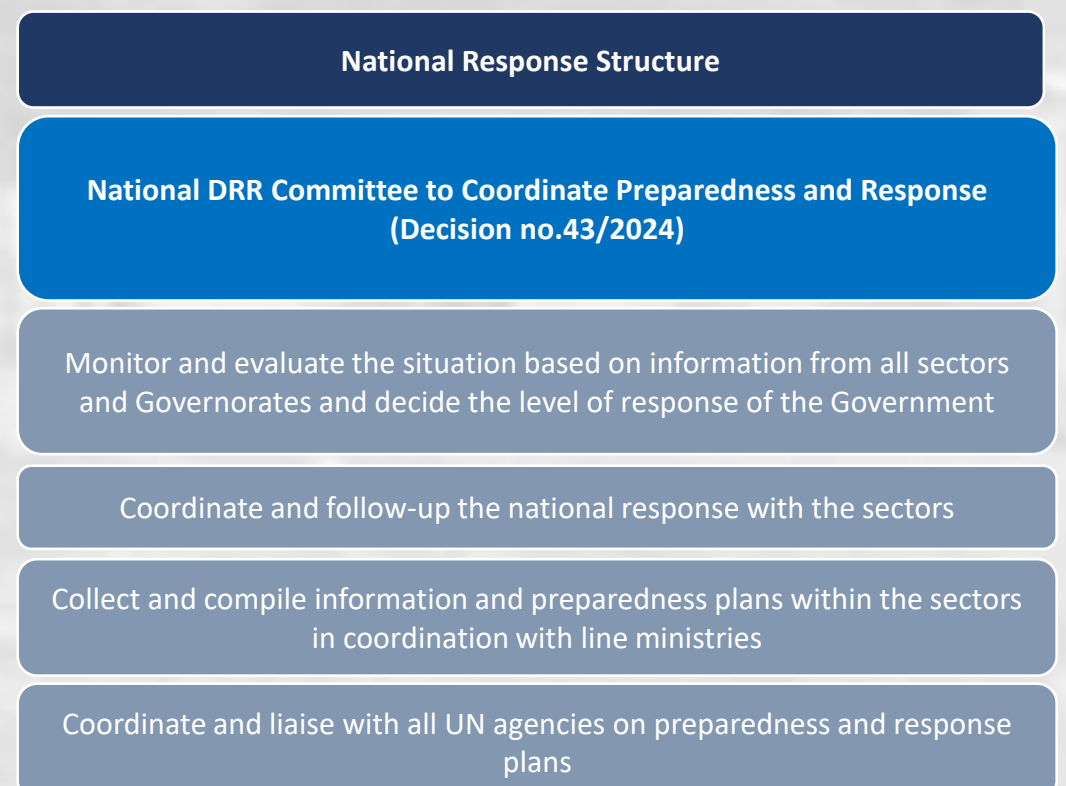 National Response Structure
National DRR Committee to Coordinate Preparedness and Response
(Decision no.43/2024)
Monitor and evaluate the situation based on information from all sectors
and Governorates and decide the level of response of the Government
Coordinate and follow-up the national response with the sectors
Collect and compile information and preparedness plans within the sectors
in coordination with line ministries
Coordinate and liaise with all UN agencies on preparedness and response
plans